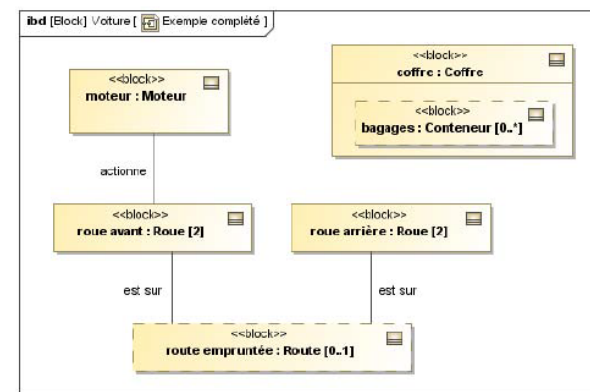 ibd [Block] Voiture [ Exemple complété ]
<<block>>
moteur : Moteur
<<block>>
coffre : Coffre
<<block>>
bagages : Conteneur [0..*]
actionne
<<block>>
roue avant : Roue [2]
<<block>>
roue arrière : Roue [2]
est sur
est sur
<<block>>
route empruntée : Route [0..1]